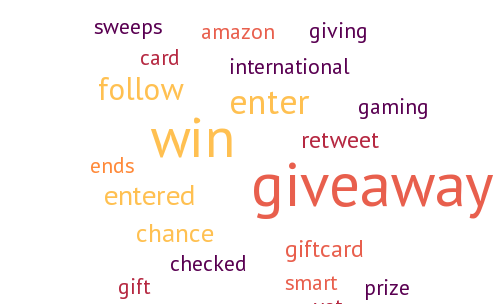 sweeps
amazon
giving
card
international
follow
enter
gaming
win
retweet
ends
giveaway
entered
chance
giftcard
checked
smart
gift
prize